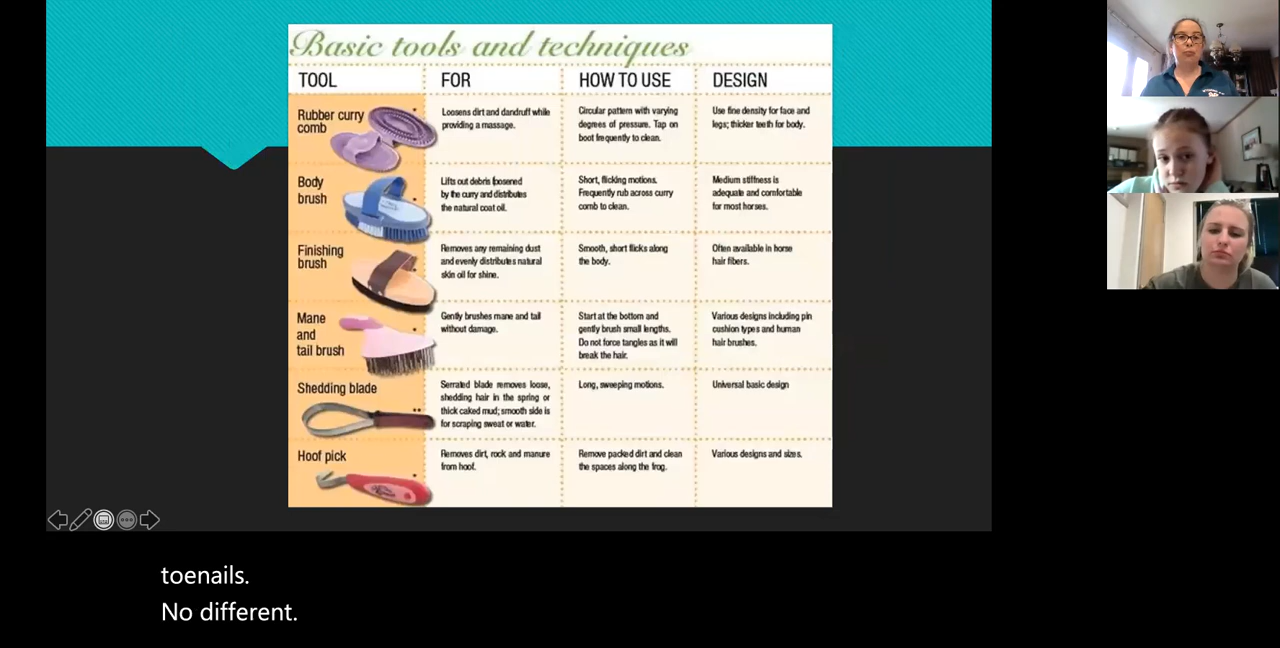 Basic tools and techniques
TOOL FOR HOW TO USE DESIGN
Rubber curry
comb
Loosens dirt and dandruff while
providing a massage.
Circular pattern with varying
degrees of pressure. Tap on
boot frequently to clean.
Use fine density for face and
legs; thicker teeth for body.
Body
brush
Lifts out debris loosened
by the curry and distributes
the natural coat oil.
Short, flicking motions.
Frequently rub across curry
comb to clean.
Medium stiffness is
adequate and comfortable
for most horses.
Finishing
brush
Removes any remaining dust
and evenly distributes natural
skin oil for shine.
Smooth, short flicks along
the body.
Often available in horse
hair fibers.
Mane
and
tail brush
Gently brushes mane and tail
without damage.
Start at the bottom and
gently brush small lengths.
Do not force tangles as it will
break the hair.
Various designs including pin
cushion types and human
hair brushes.
Shedding blade
Serrated blade removes loose,
shedding hair in the spring or
thick caked mud; smooth side is
for scraping sweat or water.
Long, sweeping motions.
Universal basic design
Hoof pick
Removes dirt, rock and manure
from hoof.
Remove packed dirt and clean
the spaces along the frog.
Various designs and sizes.
toenails.
No different.